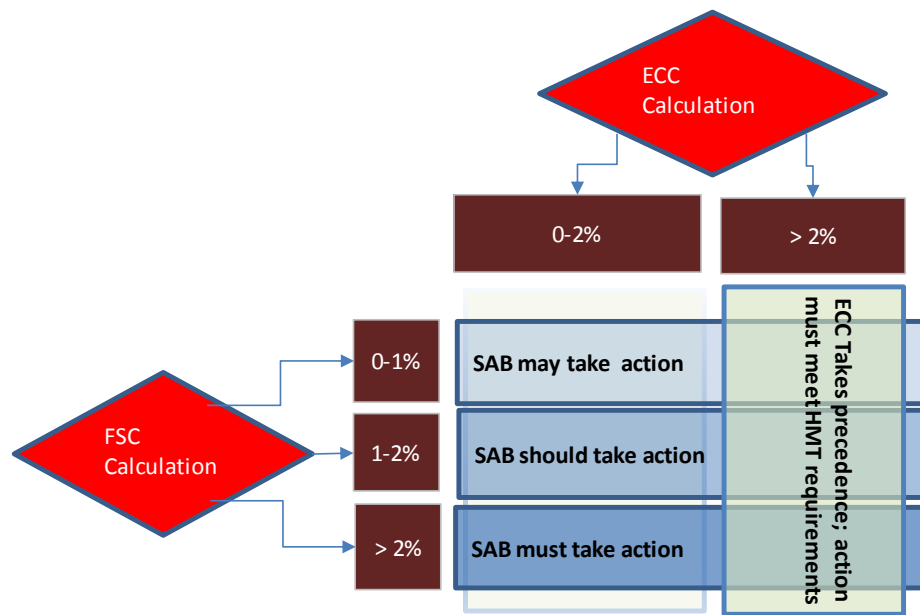 ECC
Calculation
0-2%
> 2%
FSC
Calculation
0-1%
SAB may take action
1-2%
SAB should take action
> 2%
SAB must take action
ECC Takes precedence; action
must meet HMT requirements